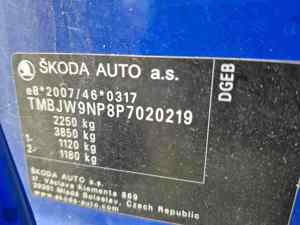 ŠKODA AUTO a.s.
e8*2007/46*0317
TMBJW9NP8P7020219
2250 kg
3850 kg
1- 1120 kg
2- 1180 kg
DGEB
ŠKODA AUTO a.s.
tř. Václava Klementa 869
29301 Mladá Boleslav, Czech Republic
www.skoda-auto.com